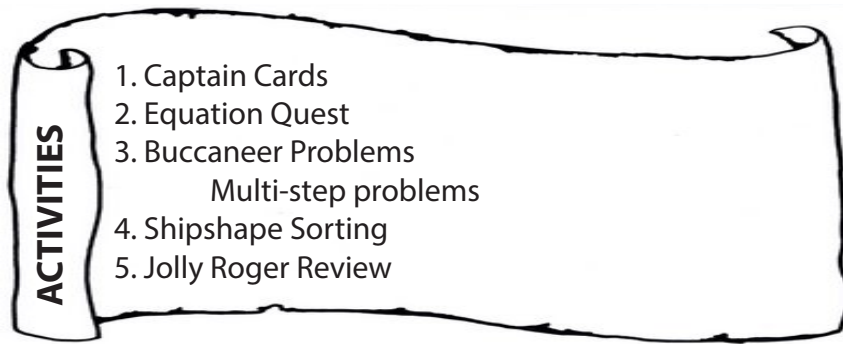 ACTIVITIES
1. Captain Cards
2. Equation Quest
3. Buccaneer Problems
Multi-step problems
4. Shipshape Sorting
5. Jolly Roger Review